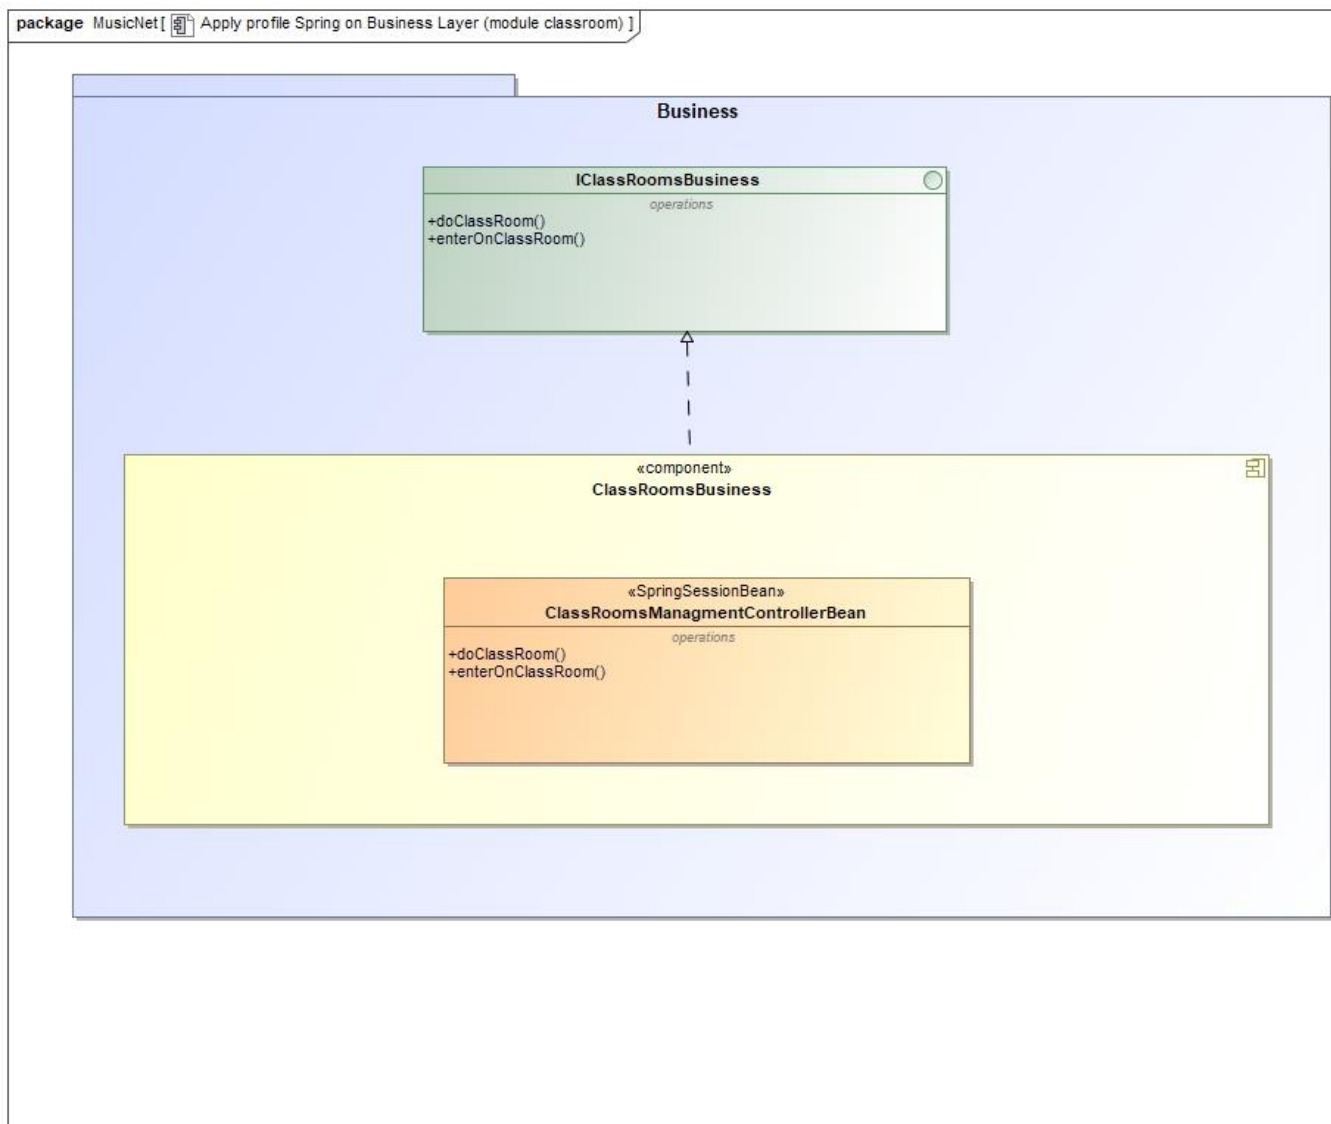 package MusicNet [ Apply profile Spring on Business Layer (module classroom) ]
Business
IClassRoomsBusiness
operations
+doClassRoom()
+enterOnClassRoom()
«component»
ClassRoomsBusiness
«SpringSessionBean»
ClassRoomsManagmentControllerBean
operations
+doClassRoom()
+enterOnClassRoom()